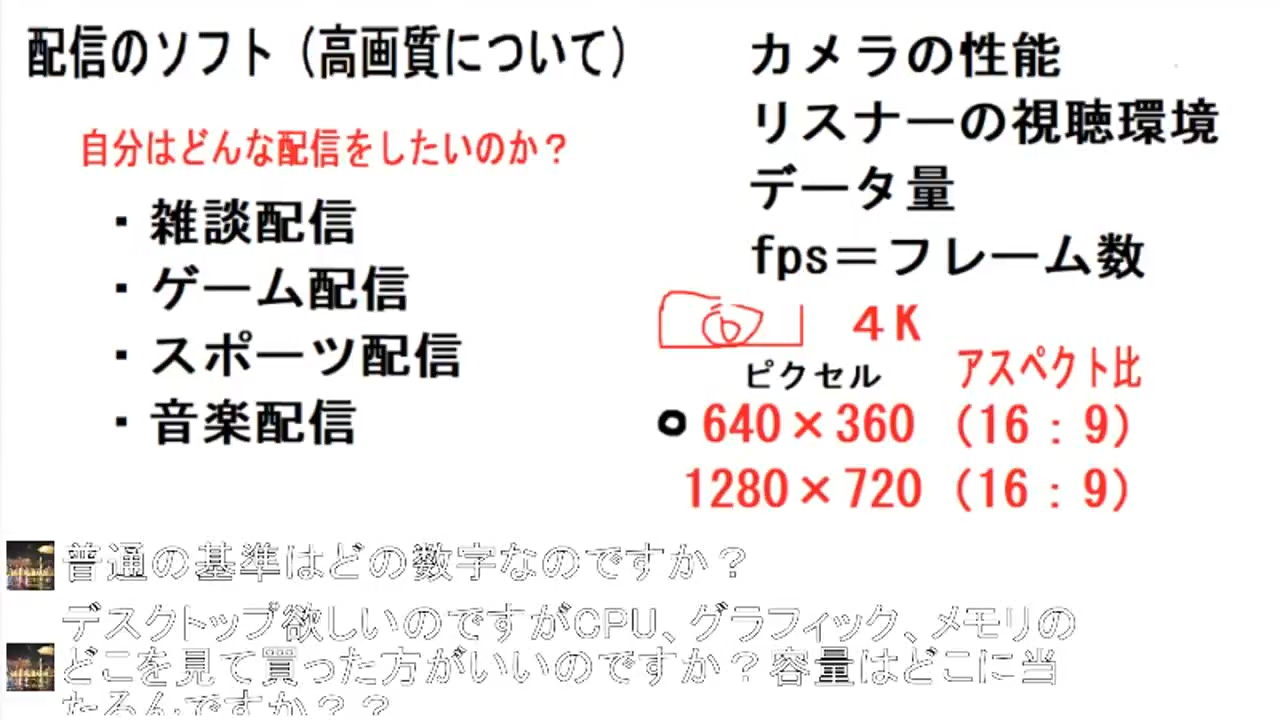 配信のソフト（高画質について）
自分はどんな配信をしたいのか？
・雑談配信
・ゲーム配信
・スポーツ配信
・音楽配信
カメラの性能
リスナーの視聴環境
データ量
fps＝フレーム数
４K
ピクセル
アスペクト比
640×360（16：9）
1280×720（16：9）
普通の基準はどの数字なのですか？
デスクトップ欲しいのですがCPU、グラフィック、メモリの
どこを見て買った方がいいのですか？容量はどこに当
たるんですか？？